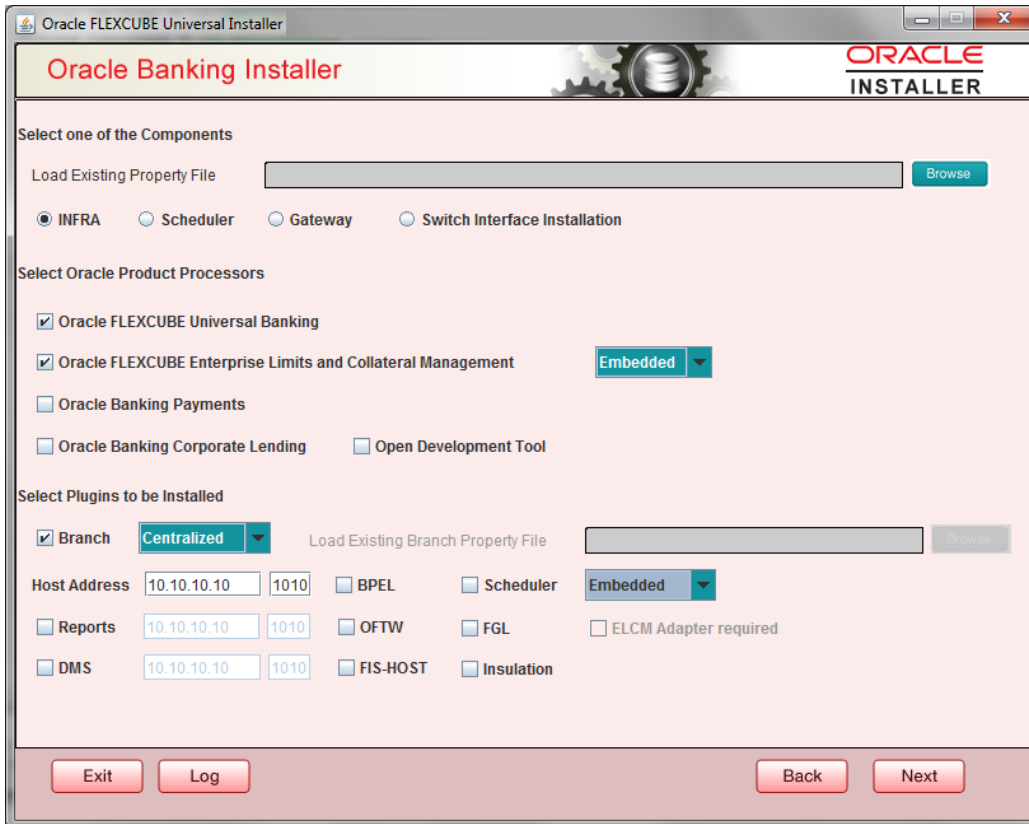 Oracle FLEXCUBE Universal Installer
Oracle Banking Installer
ORACLE
INSTALLER
Select one of the Components
Load Existing Property File Browse
INFRA Scheduler Gateway Switch Interface Installation
Select Oracle Product Processors
Oracle FLEXCUBE Universal Banking
Oracle FLEXCUBE Enterprise Limits and Collateral Management Embedded
Oracle Banking Payments
Oracle Banking Corporate Lending Open Development Tool
Select Plugins to be Installed
Branch Centralized Load Existing Branch Property File Browse
Host Address 10.10.10.10 1010 BPEL Scheduler Embedded
Reports 10.10.10.10 1010 OFTW FGL ELCM Adapter required
DMS 10.10.10.10 1010 FIS-HOST Insulation
Exit Log Back Next